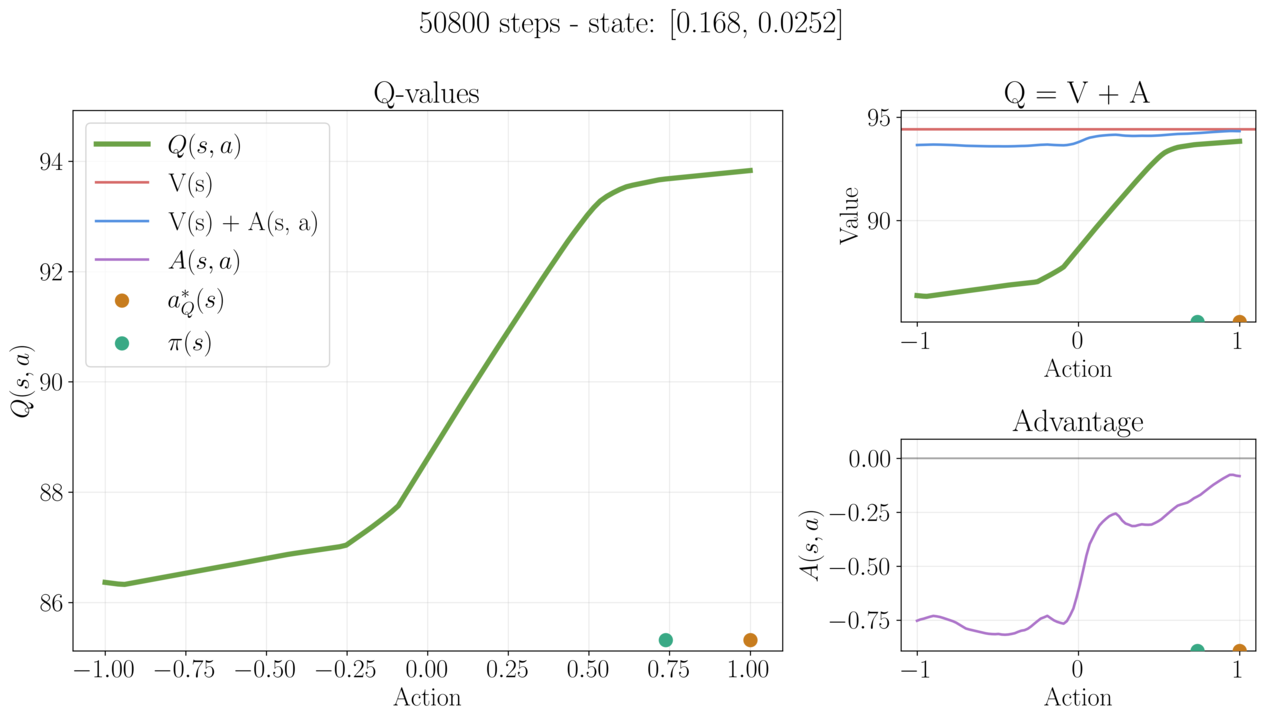 50800 steps - state: [0.168, 0.0252]
Q-values
Q(s, a)
94
92
90
88
86
Q(s, a)
V(s)
V(s) + A(s, a)
A(s, a)
a*Q(s)
π(s)
−1.00 −0.75 −0.50 −0.25 0.00 0.25 0.50 0.75 1.00
Action
Q = V + A
Value
95
90
−1 0 1
Action
Advantage
A(s, a)
0.00
−0.25
−0.50
−0.75
−1 0 1
Action